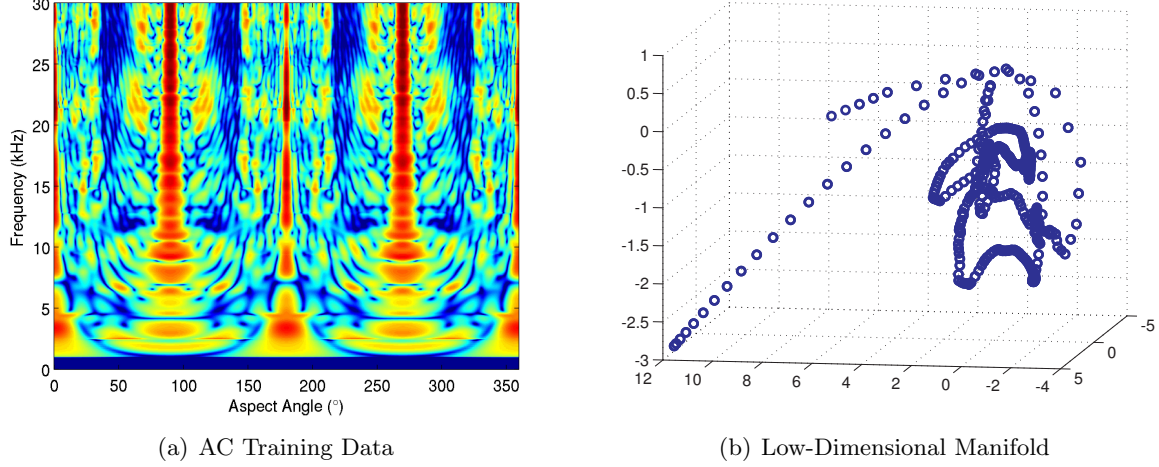 30
25
20
15
10
5
0
Frequency (kHz)
0 50 100 150 200 250 300 350
Aspect Angle (°)
(a) AC Training Data
1
0.5
0
-0.5
-1
-1.5
-2
-2.5
-3
12 10 8 6 4 2 0 -2 -4
5 0 -5
(b) Low-Dimensional Manifold